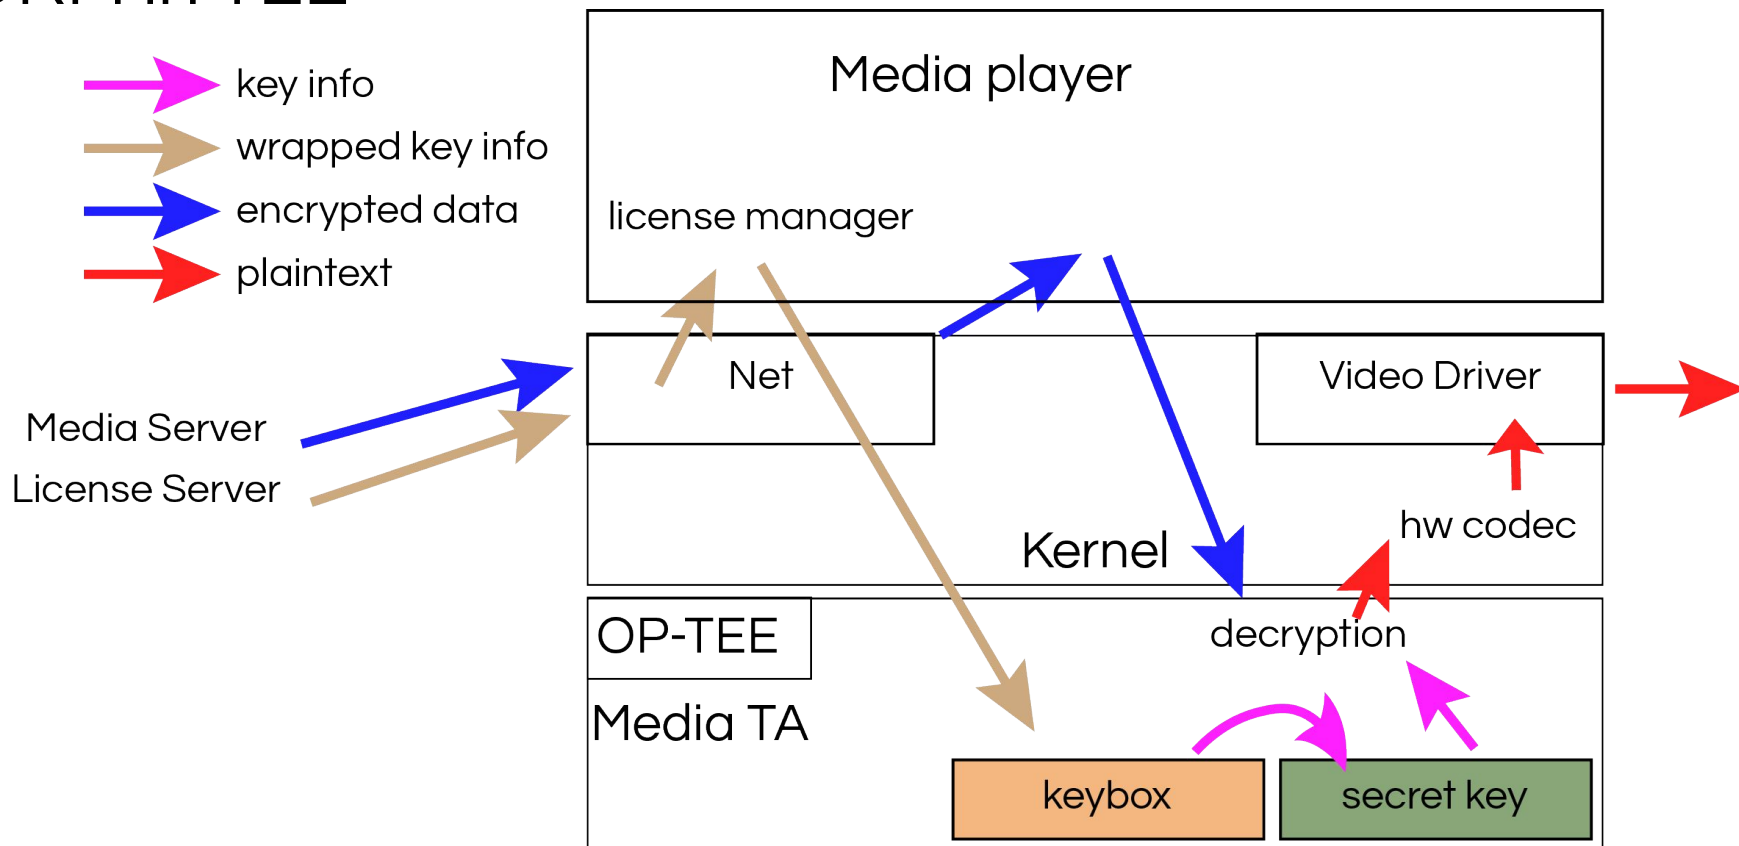 key info
wrapped key info
encrypted data
plaintext
Media player
license manager
Net
Video Driver
Media Server
License Server
hw codec
Kernel
OP-TEE
decryption
Media TA
keybox
secret key